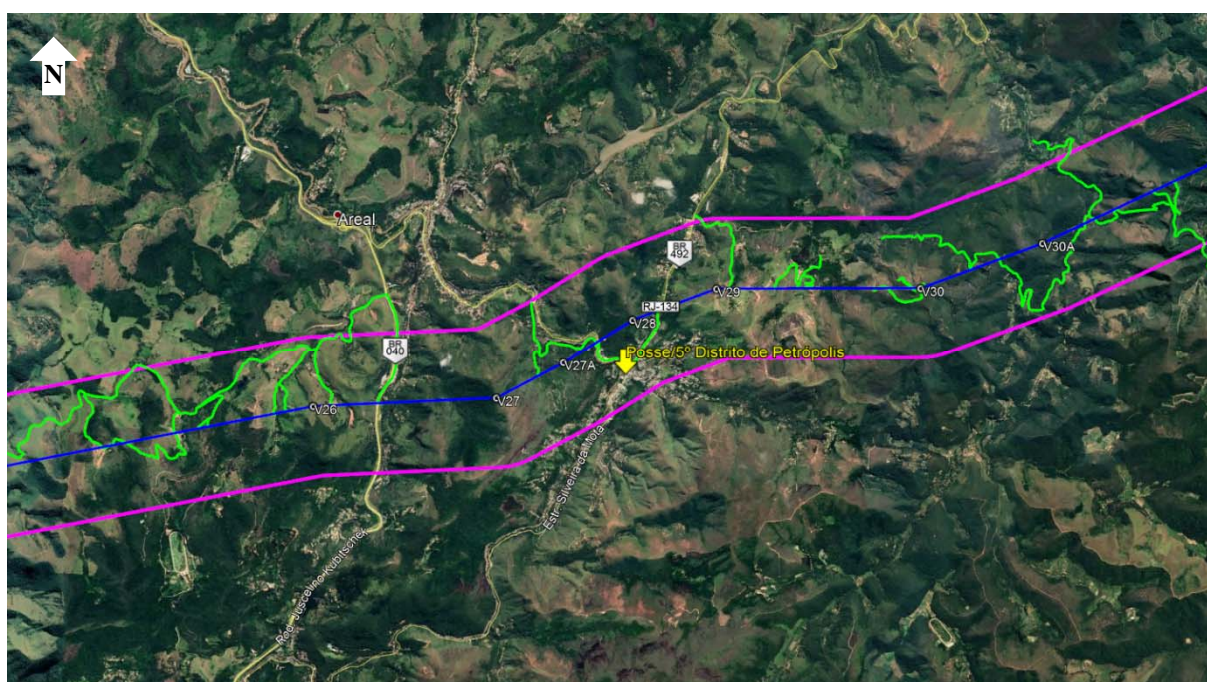 N
Areal
BR
492
V30A
V29
V30
RJ-134
V28
BR
040
Posse/5º Distrito de Petrópolis
V27A
V27
V26
Estr. Silveira da Mota
Rod. Juscelino Kubitschek